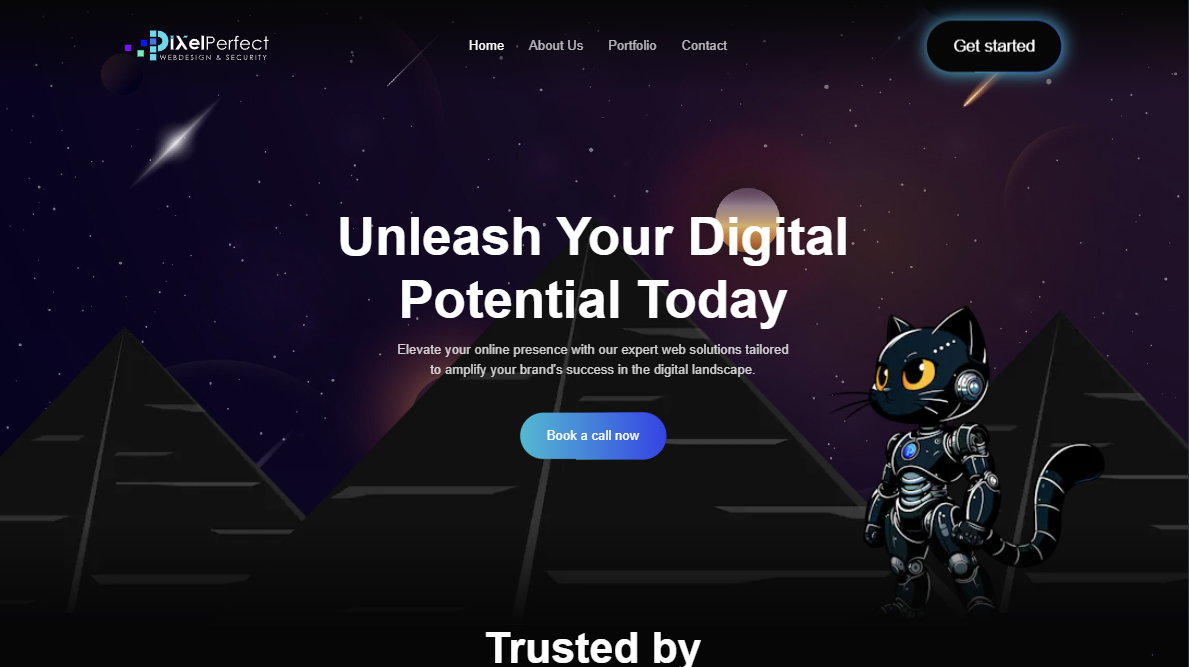 PiXelPerfect
WEBDESIGN & SECURITY
Home
About Us
Portfolio
Contact
Get started
Unleash Your Digital
Potential Today
Elevate your online presence with our expert web solutions tailored
to amplify your brand's success in the digital landscape.
Book a call now
P
Trusted by